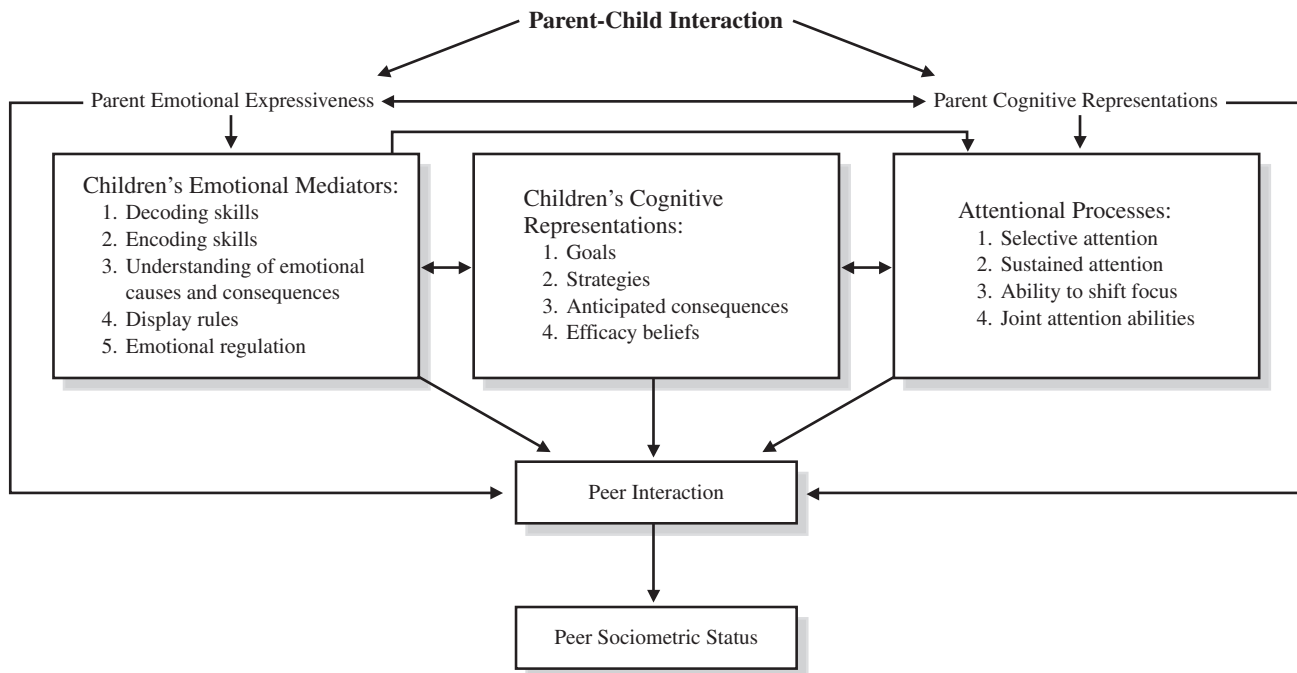 Parent-Child Interaction
Parent Emotional Expressiveness
Parent Cognitive Representations
Children’s Emotional Mediators:
1. Decoding skills
2. Encoding skills
3. Understanding of emotional
causes and consequences
4. Display rules
5. Emotional regulation
Children’s Cognitive
Representations:
1. Goals
2. Strategies
3. Anticipated consequences
4. Efficacy beliefs
Attentional Processes:
1. Selective attention
2. Sustained attention
3. Ability to shift focus
4. Joint attention abilities
Peer Interaction
Peer Sociometric Status